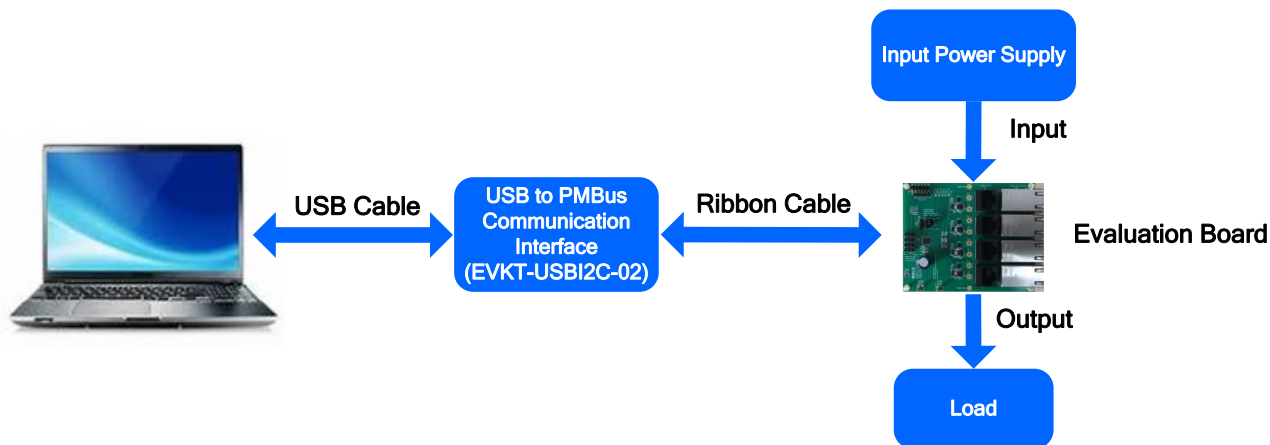 Input Power Supply
Input
USB Cable
USB to PMBus
Communication
Interface
(EVKT-USBI2C-02)
Ribbon Cable
Evaluation Board
Output
Load